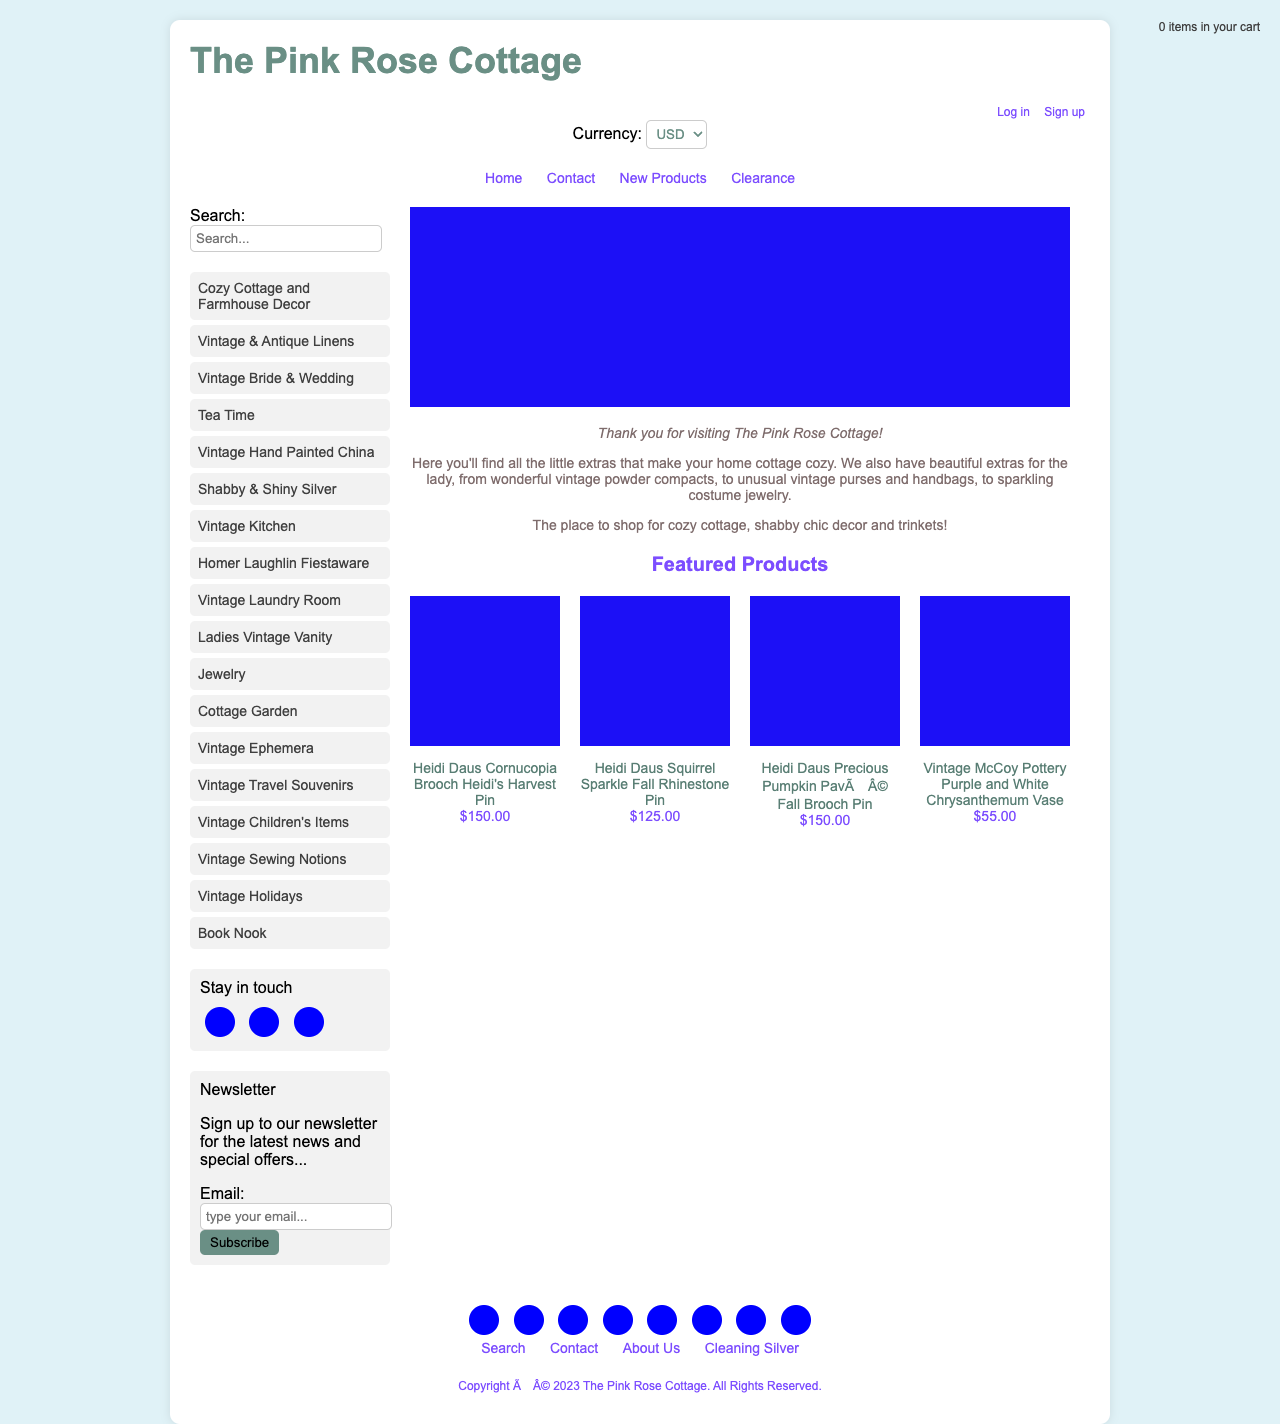 0 items in your cart
The Pink Rose Cottage
Log in Sign up
Currency: USD
Home Contact New Products Clearance
Search:
Search...
Cozy Cottage and
Farmhouse Decor
Vintage & Antique Linens
Vintage Bride & Wedding
Tea Time
Vintage Hand Painted China
Shabby & Shiny Silver
Vintage Kitchen
Homer Laughlin Fiestaware
Vintage Laundry Room
Ladies Vintage Vanity
Jewelry
Cottage Garden
Vintage Ephemera
Vintage Travel Souvenirs
Vintage Children's Items
Vintage Sewing Notions
Vintage Holidays
Book Nook
Stay in touch
Newsletter
Sign up to our newsletter
for the latest news and
special offers...
Email:
type your email...
Subscribe
Thank you for visiting The Pink Rose Cottage!
Here you'll find all the little extras that make your home cottage cozy. We also have beautiful extras for the
lady, from wonderful vintage powder compacts, to unusual vintage purses and handbags, to sparkling
costume jewelry.
The place to shop for cozy cottage, shabby chic decor and trinkets!
Featured Products
Heidi Daus Cornucopia
Brooch Heidi's Harvest
Pin
$150.00
Heidi Daus Squirrel
Sparkle Fall Rhinestone
Pin
$125.00
Heidi Daus Precious
Pumpkin PavÃ Â©
Fall Brooch Pin
$150.00
Vintage McCoy Pottery
Purple and White
Chrysanthemum Vase
$55.00
Search Contact About Us Cleaning Silver
Copyright Ã Â© 2023 The Pink Rose Cottage. All Rights Reserved.